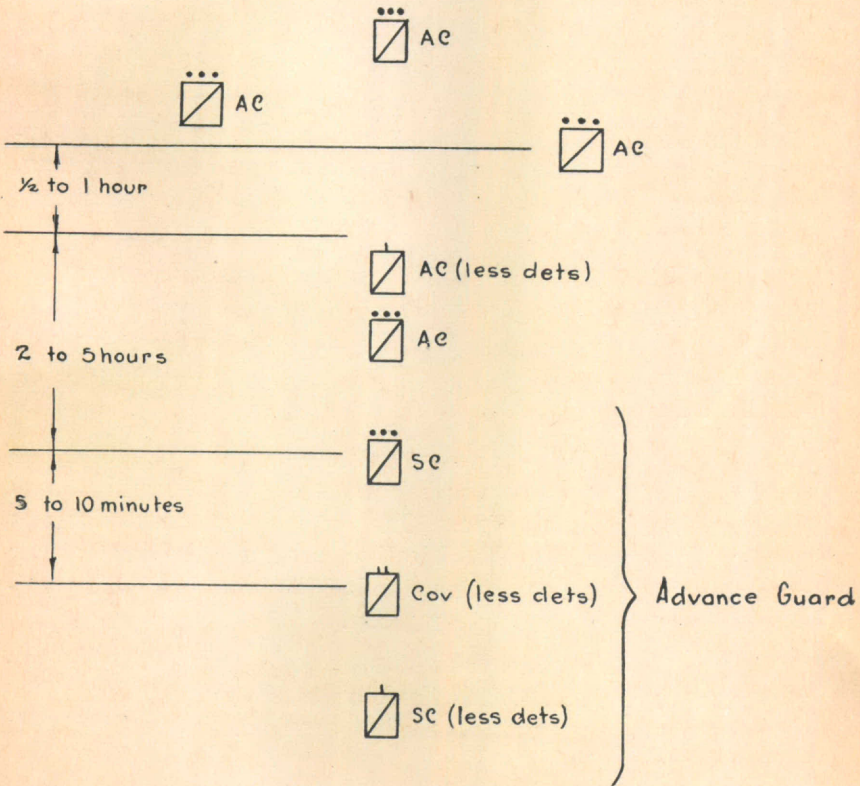 AC
AC
AC
½ to 1 hour
AC (less dets)
AC
2 to 5 hours
SC
5 to 10 minutes
Cov (less dets)
Advance Guard
SC (less dets)